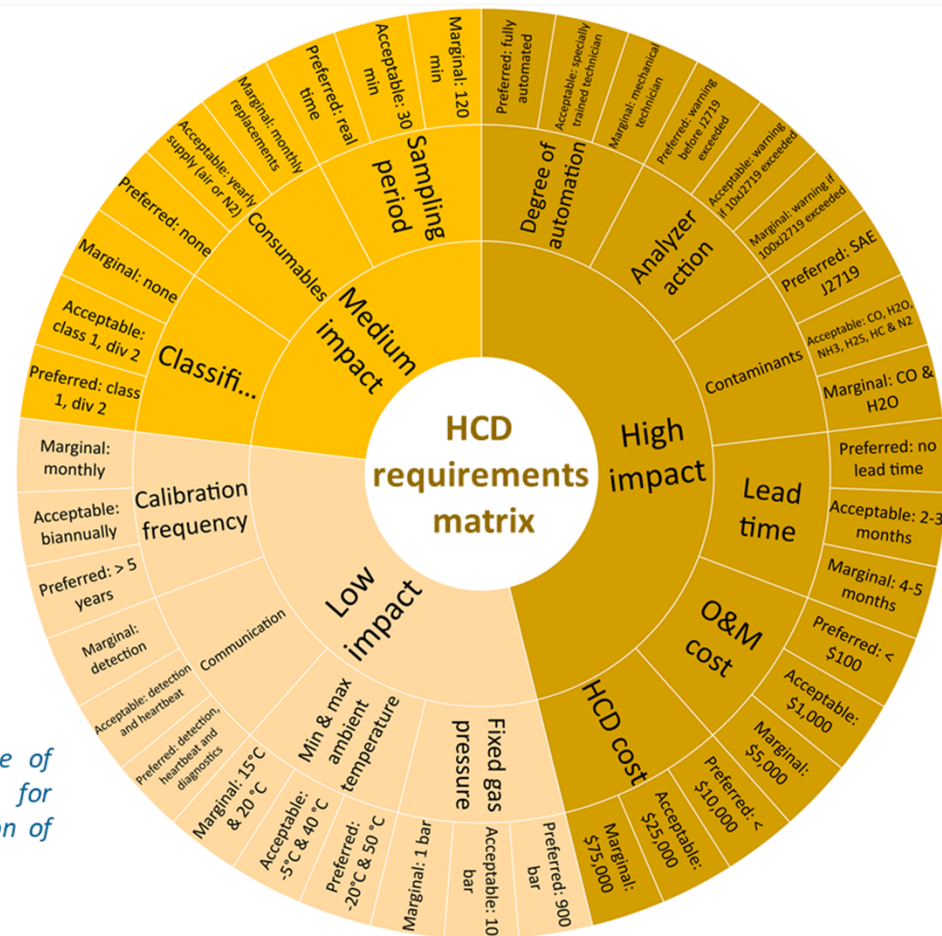 HCD
requirements
matrix
High
impact
Degree of
automation
Preferred: fully
automated
Acceptable: specially
trained technician
Marginal: mechanical
technician
Analyzer
action
Preferred: warning
before J2719
exceeded
Acceptable: warning
if 10xJ2719 exceeded
Marginal: warning if
100xJ2719 exceeded
Contaminants
Preferred: SAE
J2719
Acceptable: CO, H2O,
NH3, H2S, HC & N2
Marginal: CO &
H2O
Lead
time
Preferred: no
lead time
Acceptable: 2-3
months
Marginal: 4-5
months
O&M
cost
Preferred: <
$100
Acceptable:
$1,000
Marginal:
$5,000
HCD cost
Preferred: <
$10,000
Acceptable:
$25,000
Marginal:
$75,000
Low
impact
Fixed gas
pressure
Preferred: 900
bar
Acceptable: 10
bar
Marginal: 1 bar
Min & max
ambient
temperature
Preferred:
-20°C & 50 °C
Acceptable:
-5°C & 40 °C
Marginal: 15°C
& 20 °C
Communication
Preferred: detection,
heartbeat and
diagnostics
Acceptable: detection
and heartbeat
Marginal:
detection
Calibration
frequency
Preferred: > 5
years
Acceptable:
biannually
Marginal:
monthly
Medium
impact
Classifi...
Preferred: class
1, div 2
Acceptable:
class 1, div 2
Marginal: none
Consumables
Preferred: none
Acceptable: yearly
supply (air or N2)
Marginal: monthly
replacements
Sampling
period
Preferred: real
time
Acceptable: 30
min
Marginal: 120
min
of
for
of